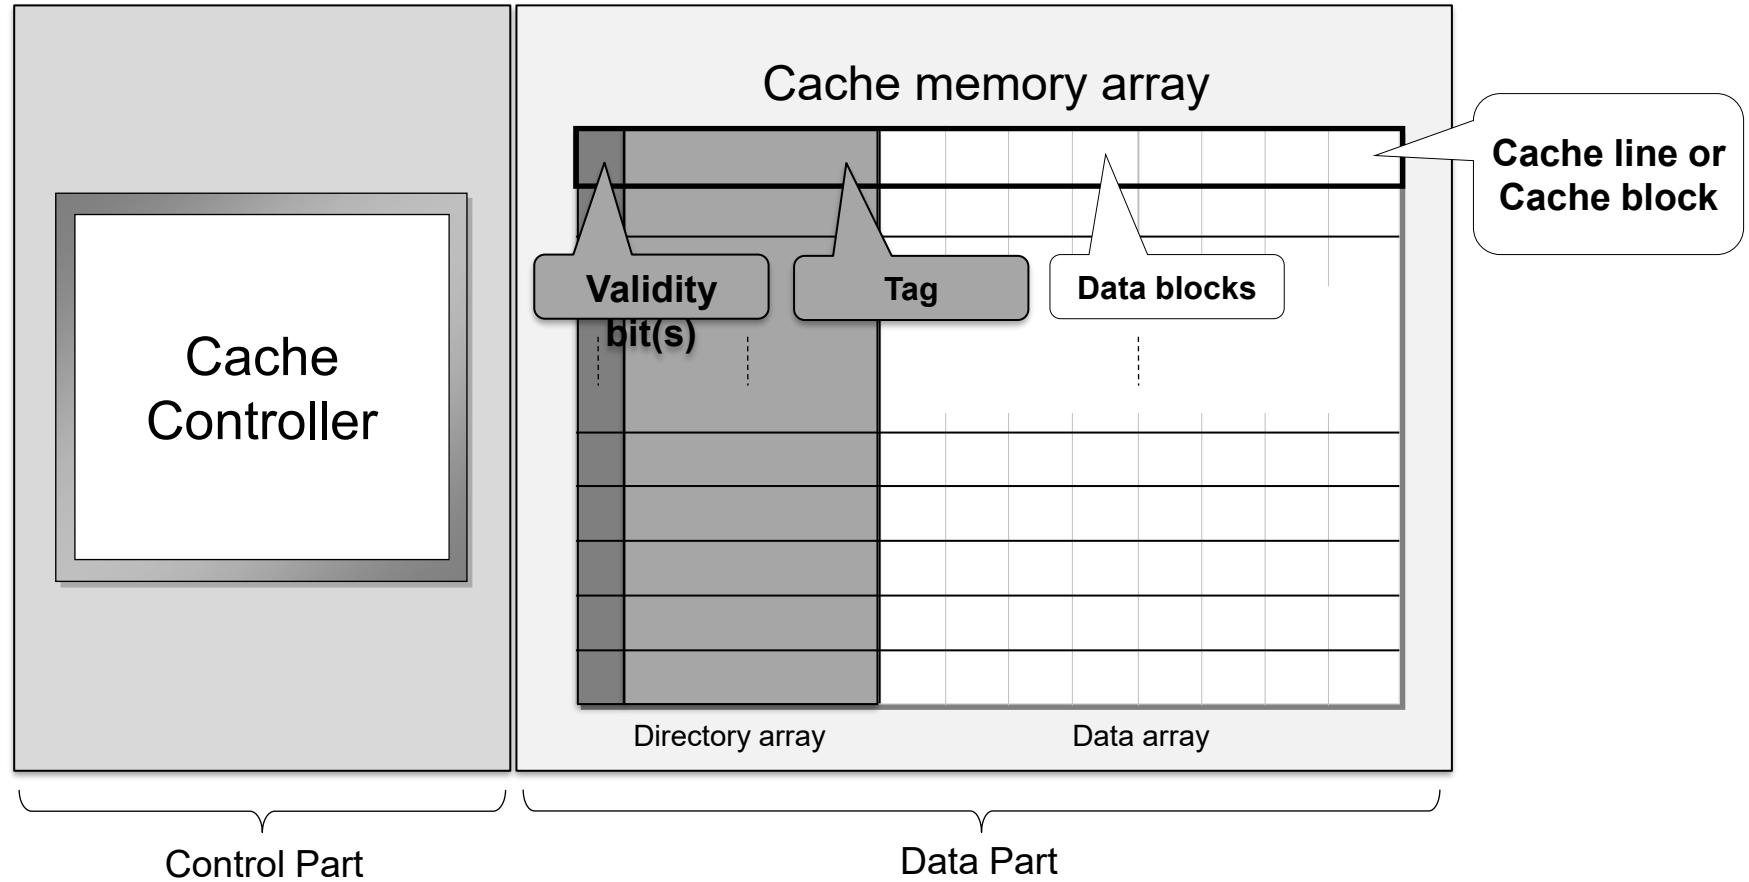 Cache memory array
Cache line or
Cache block
Validity
bit(s)
Tag
Data blocks
Cache
Controller
Directory array
Data array
Control Part
Data Part